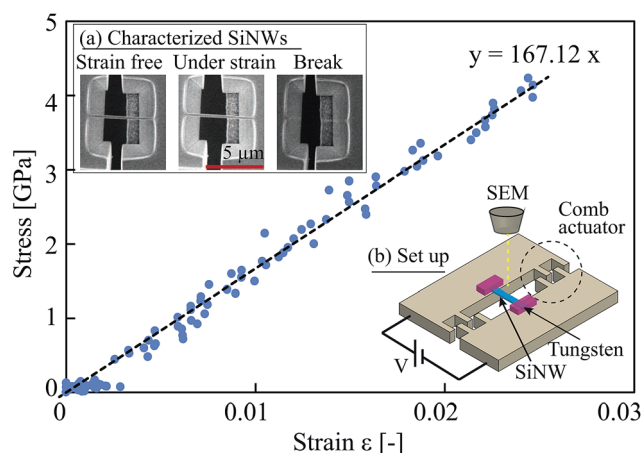 (a) Characterized SiNWs
Strain free Under strain Break
5 µm
y = 167.12 x
5
4
3
2
1
0
Stress [GPa]
SEM
Comb
actuator
(b) Set up
V
Tungsten
SiNW
0 0.01 0.02 0.03
Strain ε [-]